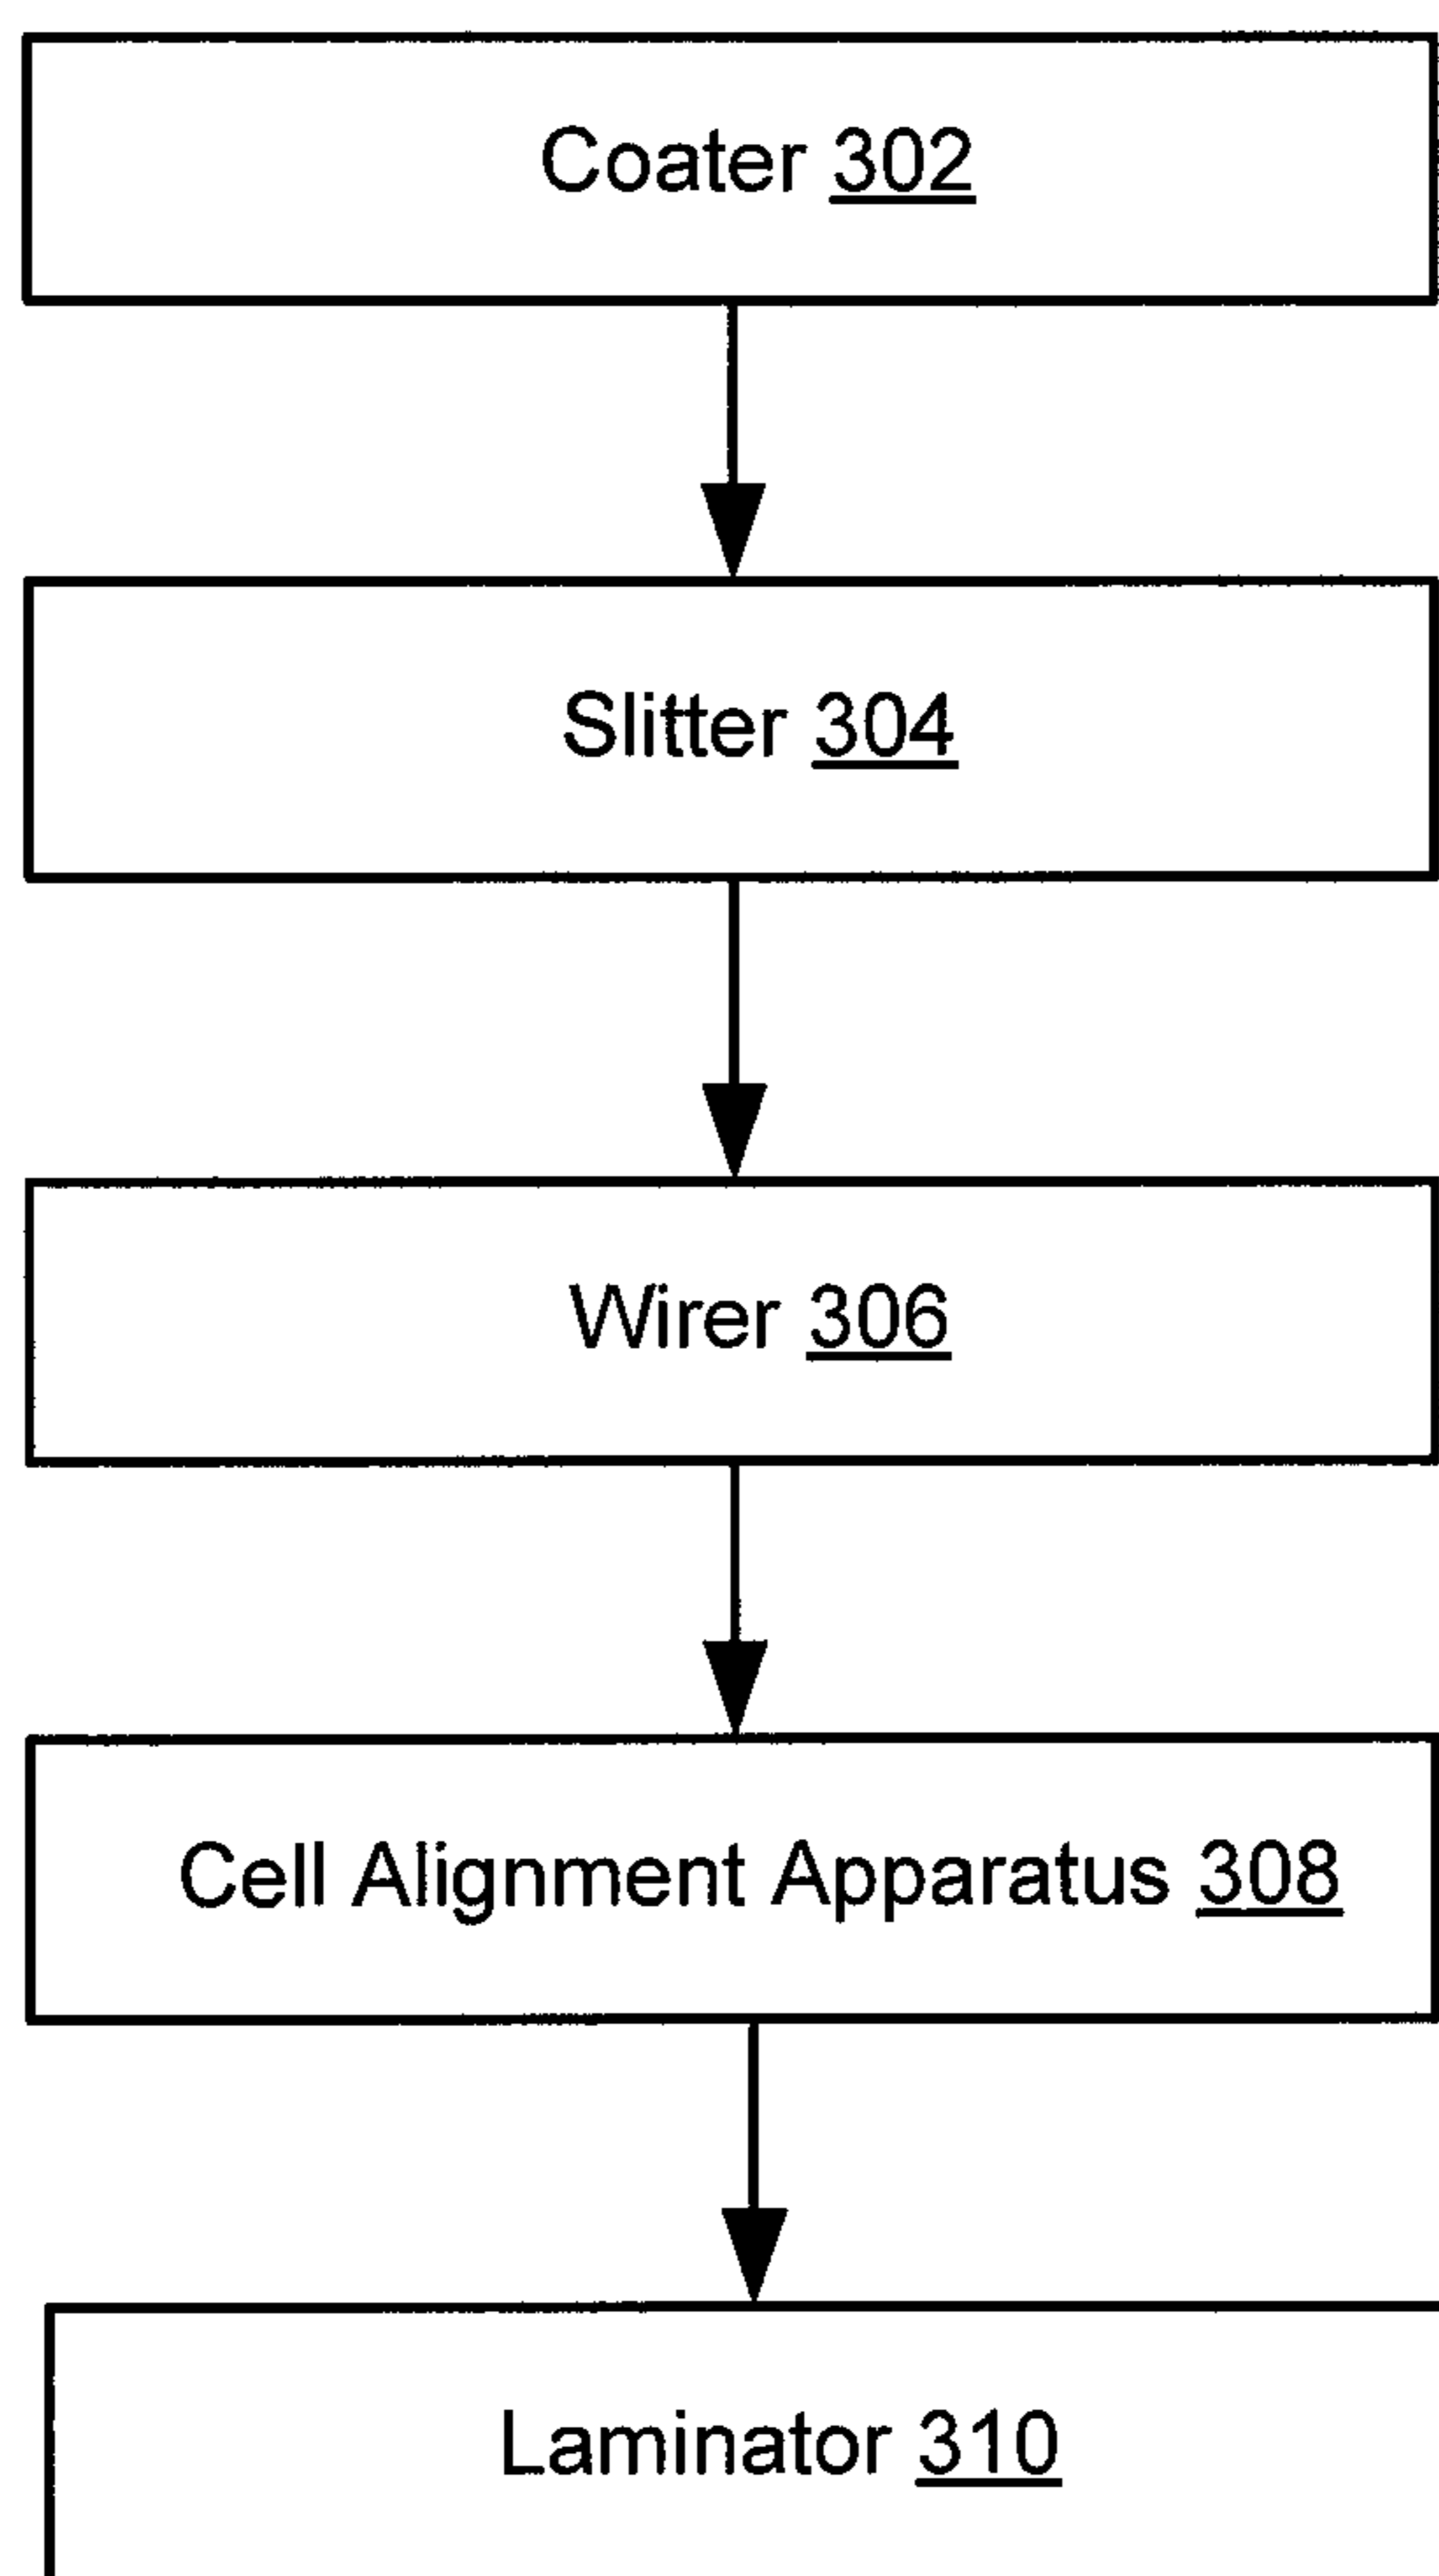 Coater 302
Slitter 304
Wirer 306
Cell Alignment Apparatus 308
Laminator 310